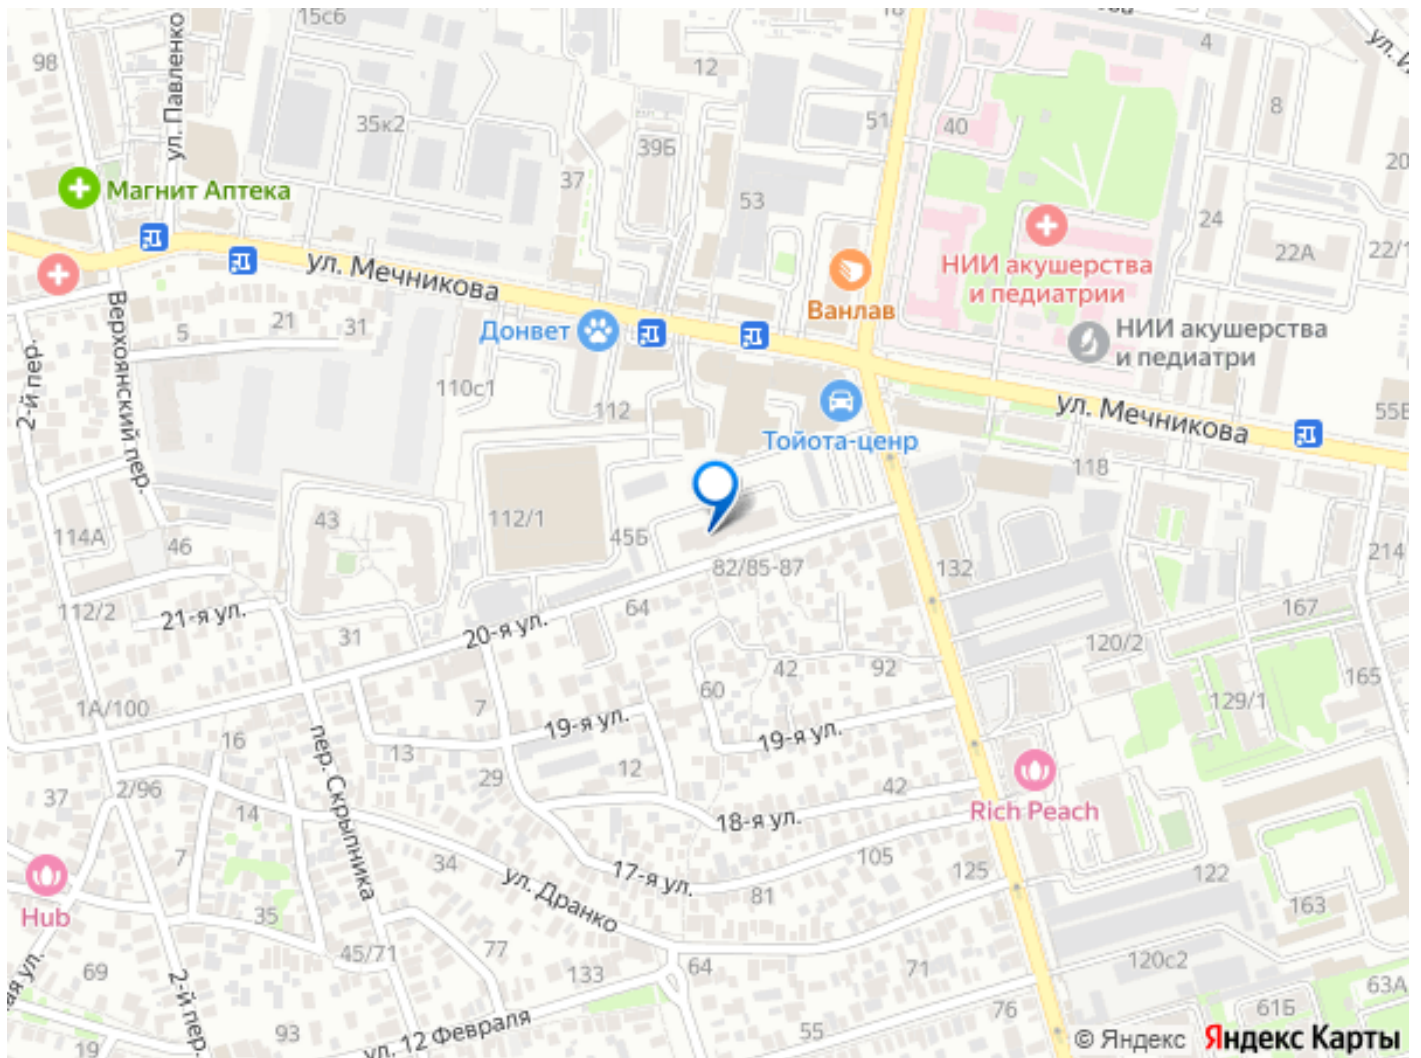 15с6
98
ул. Павленко
12
4
8
35к2
51
40
39Б
20
Магнит Аптека
37
53
24
22А
22/1
ул. Мечникова
НИИ акушерства
и педиатрии
Ванлав
5
21
31
Донвет
НИИ акушерства
и педиатри
2-й пер.
Верхоянский пер.
110с1
112
Тойота-ценр
ул. Мечникова
55В
118
43
112/1
45Б
114А
46
82/85-87
132
214
112/2
21-я ул.
31
20-я ул.
64
167
120/2
42
92
60
165
129/1
1А/100
7
19-я ул.
19-я ул.
16
13
пер. Скрыпника
29
12
42
37
2/96
14
18-я ул.
Rich Peach
7
34
ул. Дранко
17-я ул.
105
125
122
81
Hub
35
163
45/71
77
69
133
64
71
120с2
2-й пер.
63А
61Б
76
93
19
ул. 12 Февраля
55
© Яндекс Яндекс Карты